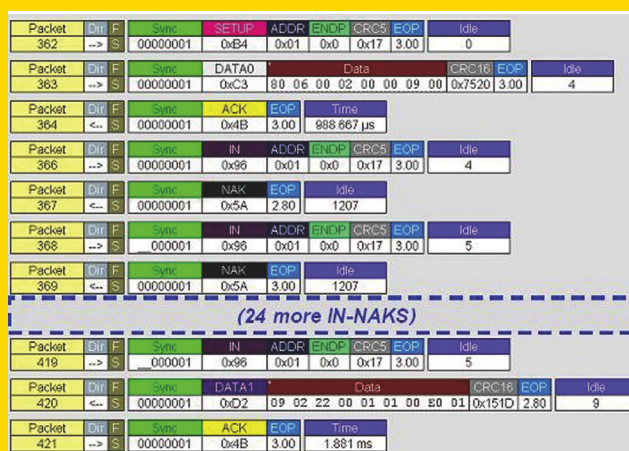 Packet Dir F Sync SETUP ADDR ENDP CRC5 EOP Idle
362 --> S 00000001 0xB4 0x01 0x0 0x17 3.00 0
Packet Dir F Sync DATA0 Data CRC16 EOP Idle
363 --> S 00000001 0xC3 80 06 00 02 00 00 09 00 0x7520 3.00 4
Packet Dir F Sync ACK EOP Time
364 <-- S 00000001 0x4B 3.00 988.667 µs
Packet Dir F Sync IN ADDR ENDP CRC5 EOP Idle
366 --> S 00000001 0x96 0x01 0x0 0x17 3.00 4
Packet Dir F Sync NAK EOP Idle
367 <-- S 00000001 0x5A 2.80 1207
Packet Dir F Sync IN ADDR ENDP CRC5 EOP Idle
368 --> S __000001 0x96 0x01 0x0 0x17 3.00 5
Packet Dir F Sync NAK EOP Idle
369 <-- S 00000001 0x5A 3.00 1207
(24 more IN-NAKS)
Packet Dir F Sync IN ADDR ENDP CRC5 EOP Idle
419 --> S __000001 0x96 0x01 0x0 0x17 3.00 5
Packet Dir F Sync DATA1 Data CRC16 EOP Idle
420 <-- S 00000001 0xD2 09 02 22 00 01 01 00 E0 01 0x151D 2.80 9
Packet Dir F Sync ACK EOP Time
421 --> S 00000001 0x4B 3.00 1.881 ms